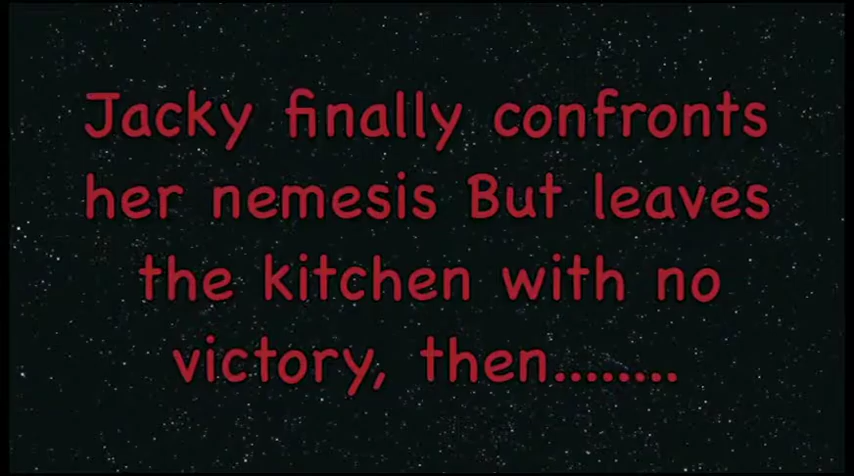 Jacky finally confronts
her nemesis But leaves
the kitchen with no
victory, then........